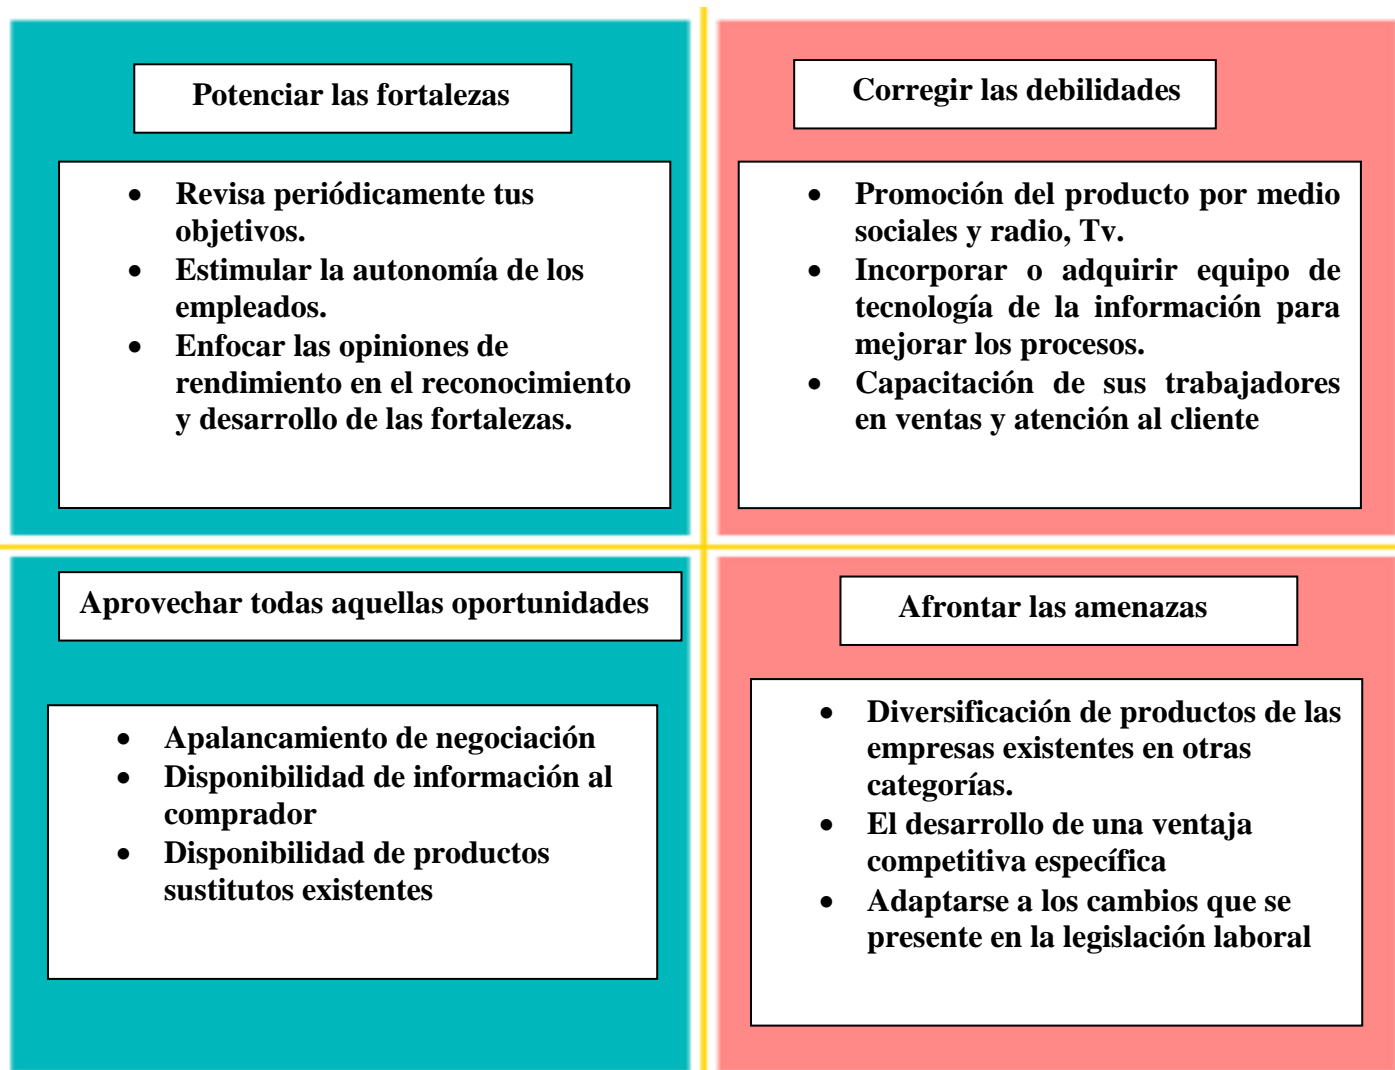 Potenciar las fortalezas
• Revisa periódicamente tus
objetivos.
• Estimular la autonomía de los
empleados.
• Enfocar las opiniones de
rendimiento en el reconocimiento
y desarrollo de las fortalezas.
Corregir las debilidades
• Promoción del producto por medio
sociales y radio, Tv.
• Incorporar o adquirir equipo de
tecnología de la información para
mejorar los procesos.
• Capacitación de sus trabajadores
en ventas y atención al cliente
Aprovechar todas aquellas oportunidades
• Apalancamiento de negociación
• Disponibilidad de información al
comprador
• Disponibilidad de productos
sustitutos existentes
Afrontar las amenazas
• Diversificación de productos de las
empresas existentes en otras
categorías.
• El desarrollo de una ventaja
competitiva específica
• Adaptarse a los cambios que se
presente en la legislación laboral